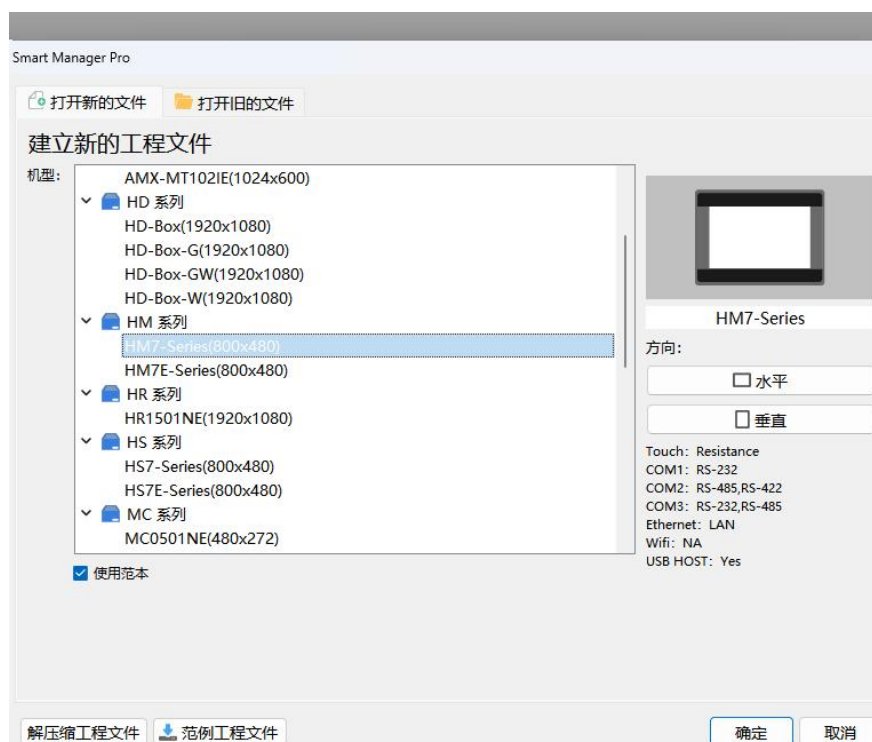 Smart Manager Pro
打开新的文件 打开旧的文件
建立新的工程文件
机型:
AMX-MT102IE(1024x600)
HD 系列
HD-Box(1920x1080)
HD-Box-G(1920x1080)
HD-Box-GW(1920x1080)
HD-Box-W(1920x1080)
HM 系列
HM7-Series(800x480)
HM7E-Series(800x480)
HR 系列
HR1501NE(1920x1080)
HS 系列
HS7-Series(800x480)
HS7E-Series(800x480)
MC 系列
MC0501NE(480x272)
使用范本
HM7-Series
方向:
水平
垂直
Touch: Resistance
COM1: RS-232
COM2: RS-485,RS-422
COM3: RS-232,RS-485
Ethernet: LAN
Wifi: NA
USB HOST: Yes
解压缩工程文件 范例工程文件 确定 取消